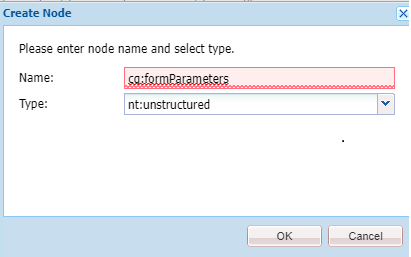 Create Node
Please enter node name and select type.
Name: cq:formParameters
Type: nt:unstructured
OK Cancel